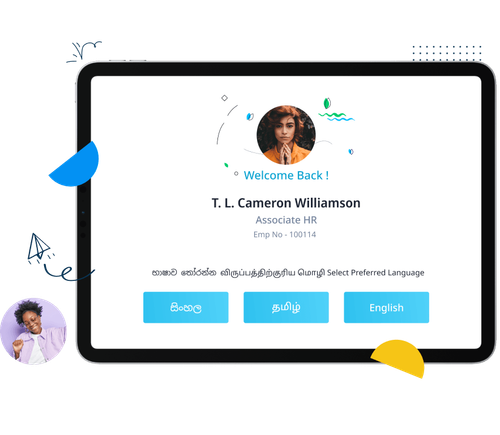 Welcome Back !
T. L. Cameron Williamson
Associate HR
Emp No - 100114
භාෂාව තෝරන்න விருப்பத்திற்குரிய மொழி Select Preferred Language
සිංහල
தமிழ்
English